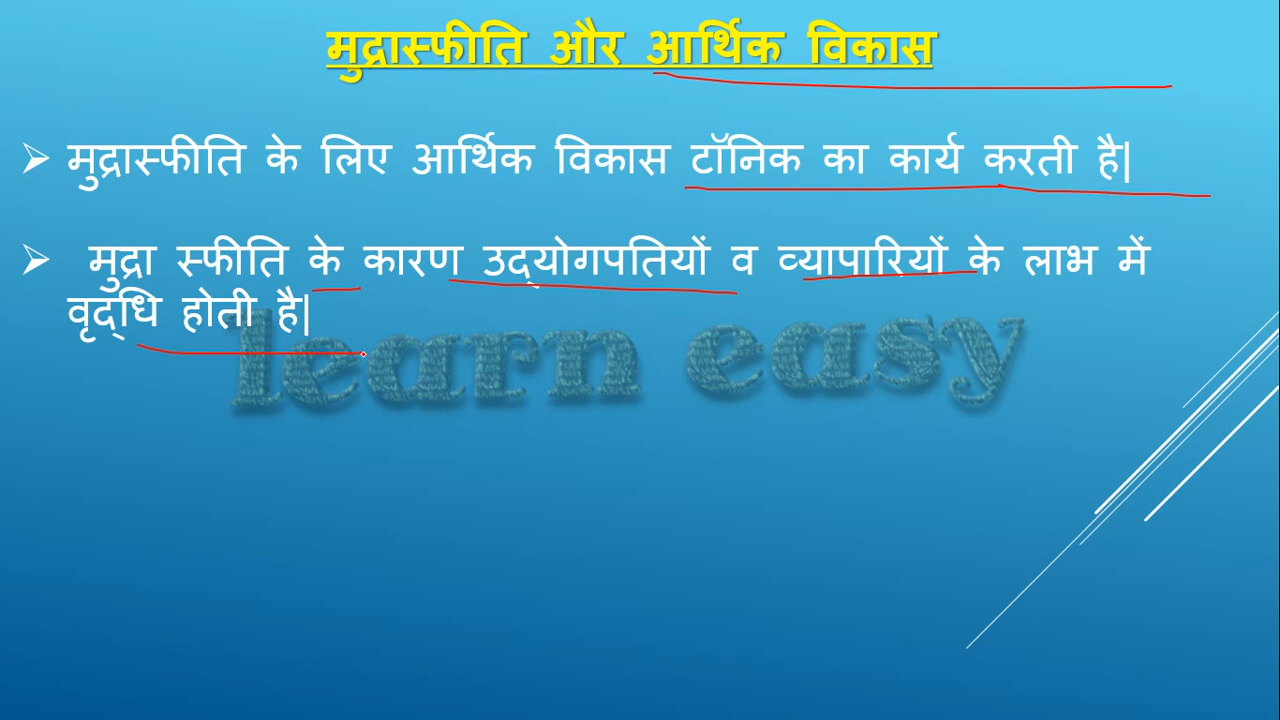 मुद्रास्फीति और आर्थिक विकास
मुद्रास्फीति के लिए आर्थिक विकास टॉनिक का कार्य करती है|
मुद्रा स्फीति के कारण उद्योगपतियों व व्यापारियों के लाभ में
वृद्धि होती है|
learn easy